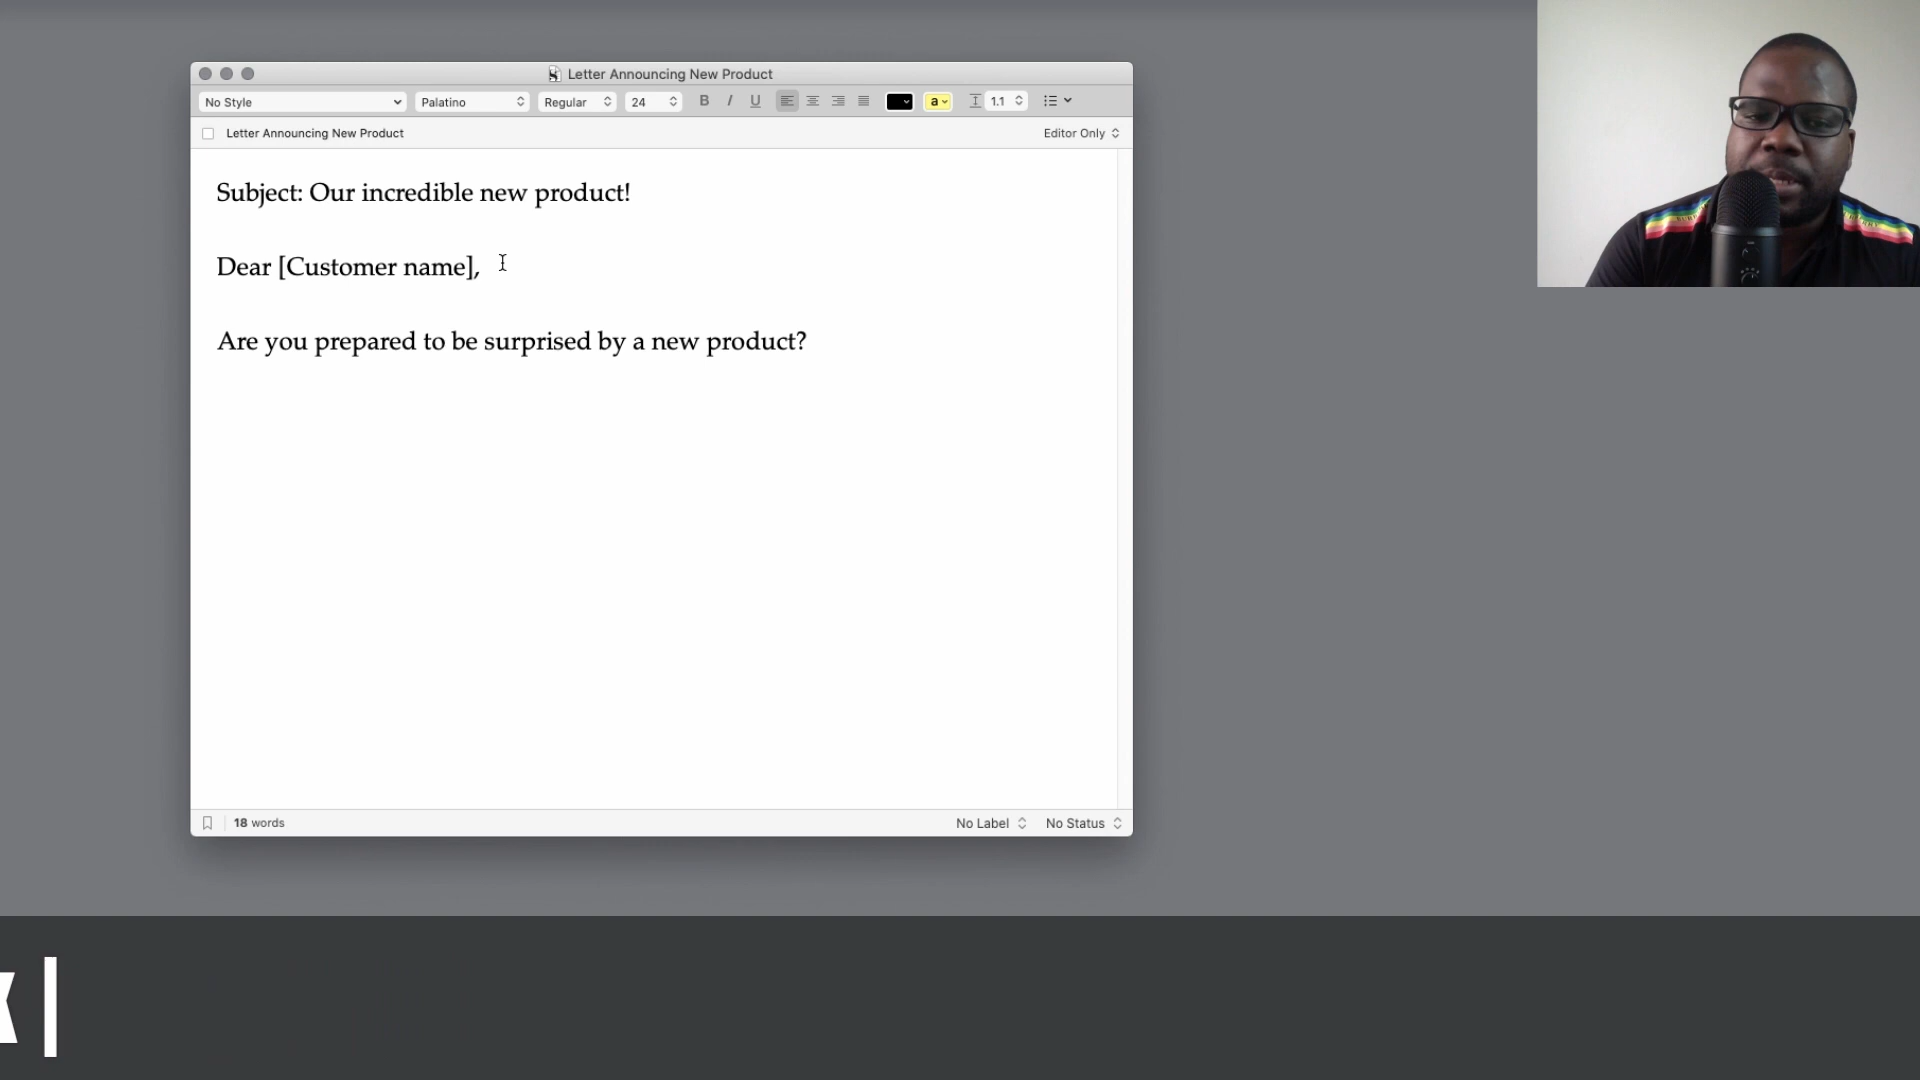 Letter Announcing New Product
No Style Palatino Regular 24 B I U a 1.1
Letter Announcing New Product Editor Only
Subject: Our incredible new product!
Dear [Customer name],
Are you prepared to be surprised by a new product?
18 words No Label No Status